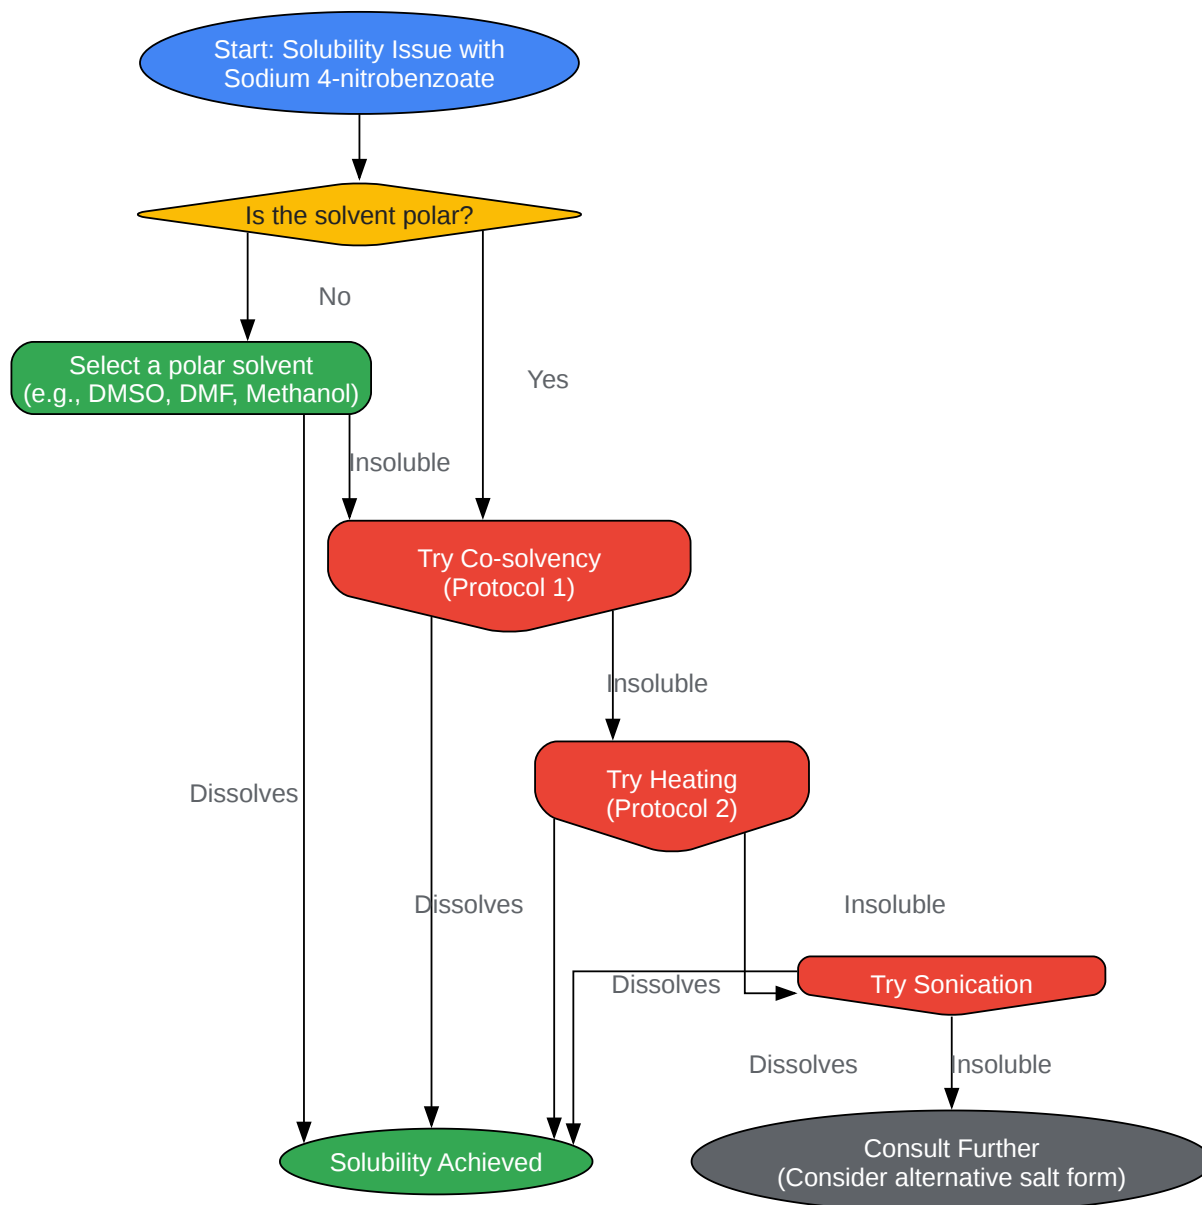 Start: Solubility Issue with
Sodium 4-nitrobenzoate
Is the solvent polar?
No
Select a polar solvent
(e.g., DMSO, DMF, Methanol)
Yes
Insoluble
Try Co-solvency
(Protocol 1)
Insoluble
Try Heating
(Protocol 2)
Dissolves
Dissolves
Insoluble
Dissolves
Try Sonication
Dissolves
Insoluble
Solubility Achieved
Consult Further
(Consider alternative salt form)